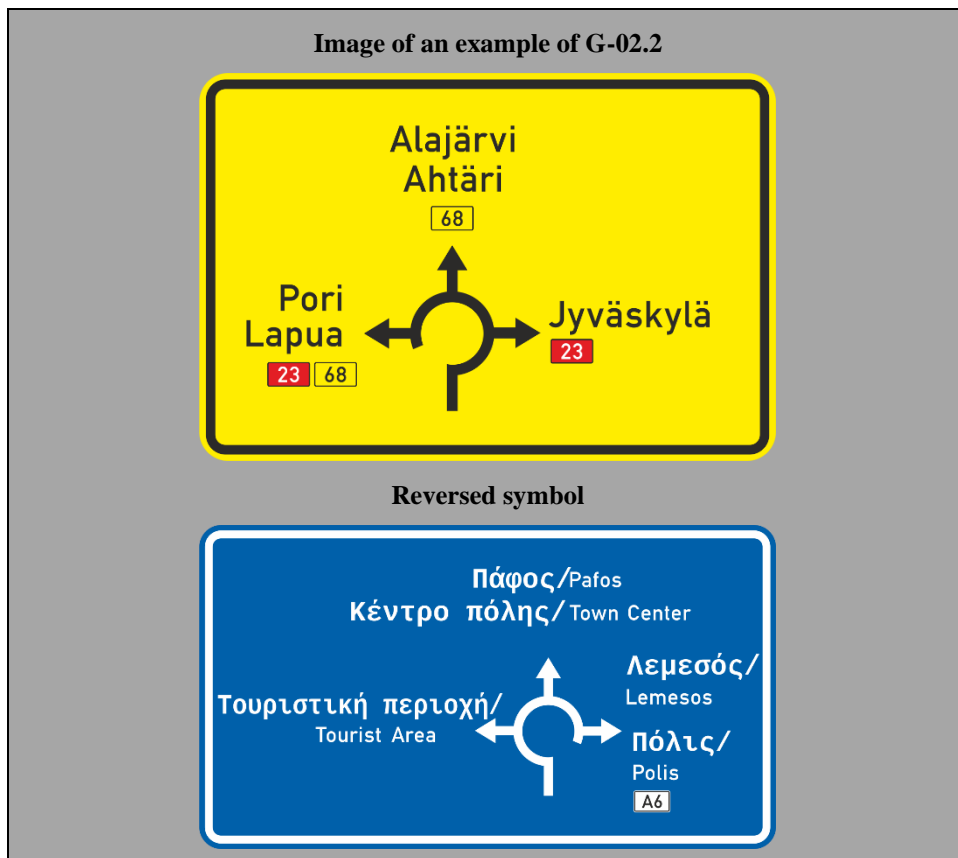 Image of an example of G-02.2
Alajärvi
Ahtäri
68
Pori
Lapua
23 68
Jyväskylä
23
Reversed symbol
Πάφος/Pafos
Κέντρο πόλης/Town Center
Τουριστική περιοχή/
Tourist Area
Λεμεσός/
Lemesos
Πόλις/
Polis
A6